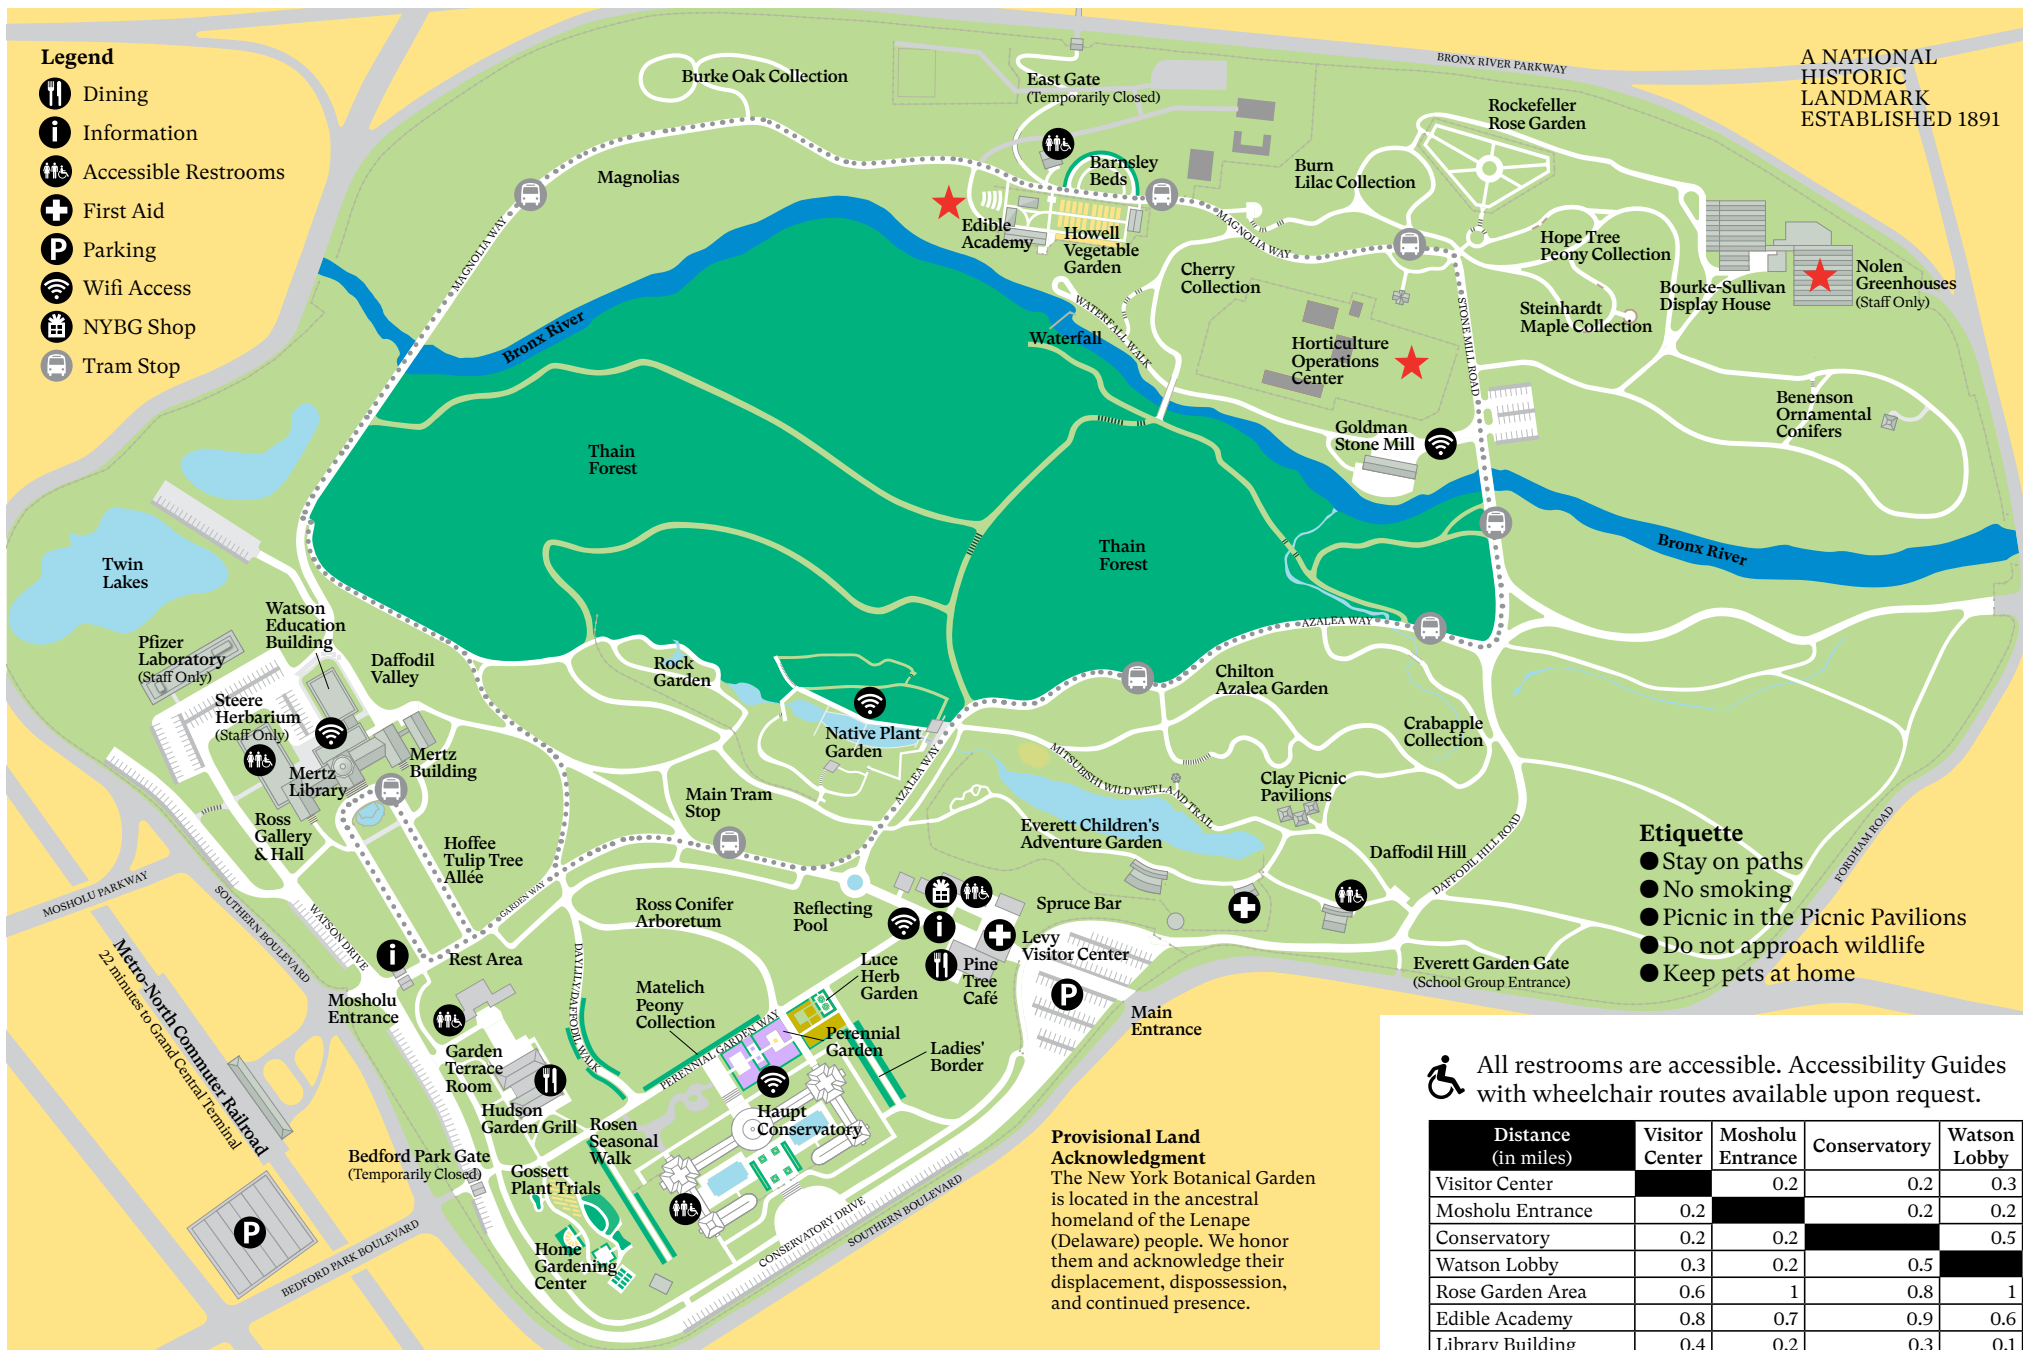 Legend
Dining
Information
Accessible Restrooms
First Aid
Parking
Wifi Access
NYBG Shop
Tram Stop
A NATIONAL
HISTORIC
LANDMARK
ESTABLISHED 1891
BRONX RIVER PARKWAY
Burke Oak Collection
East Gate
(Temporarily Closed)
Rockefeller
Rose Garden
Magnolias
Barnsley
Beds
Burn
Lilac Collection
MAGNOLIA WAY
Edible
Academy
Howell
Vegetable
Garden
MAGNOLIA WAY
Hope Tree
Peony Collection
Cherry
Collection
Bourke-Sullivan
Display House
Nolen
Greenhouses
(Staff Only)
Steinhardt
Maple Collection
STONE MILL ROAD
WATERFALL WALK
Waterfall
Bronx River
Horticulture
Operations
Center
Benenson
Ornamental
Conifers
Goldman
Stone Mill
Thain
Forest
Thain
Forest
Bronx River
Twin
Lakes
Watson
Education
Building
Pfizer
Laboratory
(Staff Only)
Daffodil
Valley
Steere
Herbarium
(Staff Only)
Mertz
Library
Mertz
Building
Rock
Garden
Native Plant
Garden
AZALEA WAY
AZALEA WAY
Chilton
Azalea Garden
Crabapple
Collection
MITSUBISHI WILD WETLAND TRAIL
Clay Picnic
Pavilions
Ross
Gallery
& Hall
Main Tram
Stop
Hoffee
Tulip Tree
Allée
Everett Children's
Adventure Garden
Daffodil Hill
DAFFODIL HILL ROAD
FORDHAM ROAD
Etiquette
● Stay on paths
● No smoking
● Picnic in the Picnic Pavilions
● Do not approach wildlife
● Keep pets at home
MOSHOLU PARKWAY
SOUTHERN BOULEVARD
WATSON DRIVE
GARDEN WAY
Ross Conifer
Arboretum
Reflecting
Pool
Spruce Bar
Levy
Visitor Center
Pine
Tree
Café
Luce
Herb
Garden
Rest Area
DAYLILY/DAFFODIL WALK
Mosholu
Entrance
Matelich
Peony
Collection
PERENNIAL GARDEN WAY
Perennial
Garden
Ladies'
Border
Main
Entrance
Everett Garden Gate
(School Group Entrance)
Metro-North Commuter Railroad
22 minutes to Grand Central Terminal
Garden
Terrace
Room
Hudson
Garden Grill
Rosen
Seasonal
Walk
Haupt
Conservatory
Bedford Park Gate
(Temporarily Closed)
Gossett
Plant Trials
Home
Gardening
Center
CONSERVATORY DRIVE
SOUTHERN BOULEVARD
BEDFORD PARK BOULEVARD
P
P
Provisional Land
Acknowledgment
The New York Botanical Garden
is located in the ancestral
homeland of the Lenape
(Delaware) people. We honor
them and acknowledge their
displacement, dispossession,
and continued presence.
All restrooms are accessible. Accessibility Guides
with wheelchair routes available upon request.
Distance (in miles) Visitor Center Mosholu Entrance Conservatory Watson Lobby
Visitor Center 0.2 0.2 0.3
Mosholu Entrance 0.2 0.2 0.2
Conservatory 0.2 0.2 0.5
Watson Lobby 0.3 0.2 0.5
Rose Garden Area 0.6 1 0.8 1
Edible Academy 0.8 0.7 0.9 0.6
Library Building 0.4 0.2 0.3 0.1